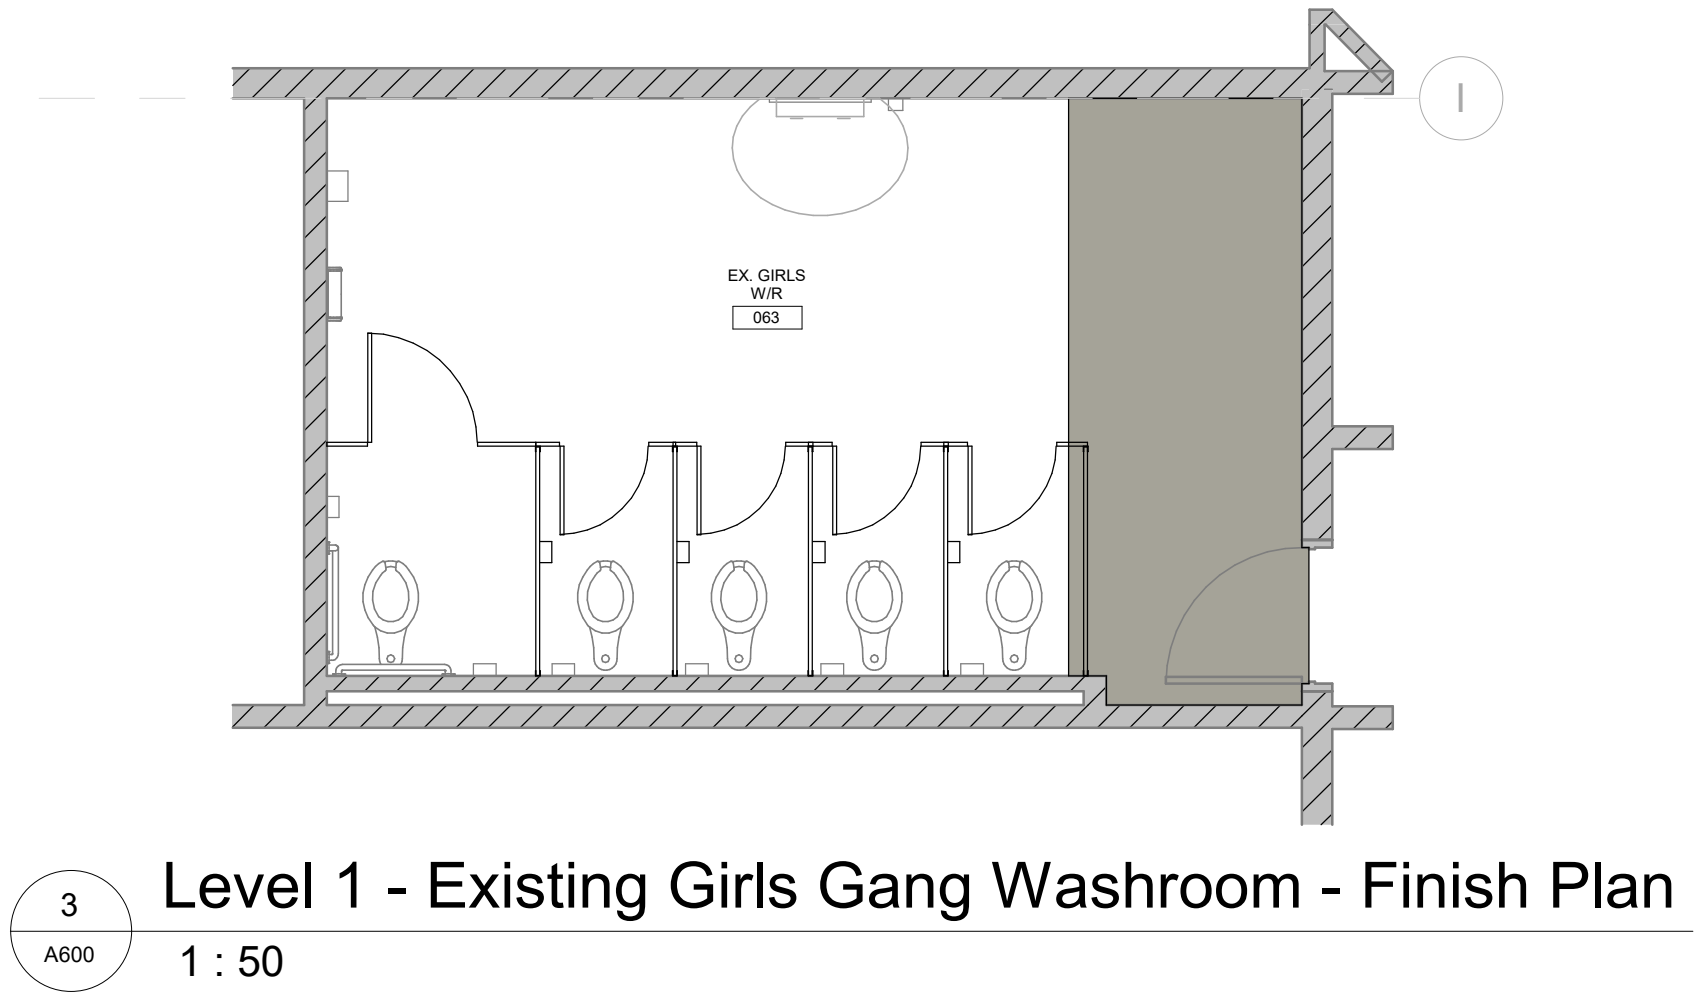 I
EX. GIRLS
W/R
063
3
A600
Level 1 - Existing Girls Gang Washroom - Finish Plan
1 : 50